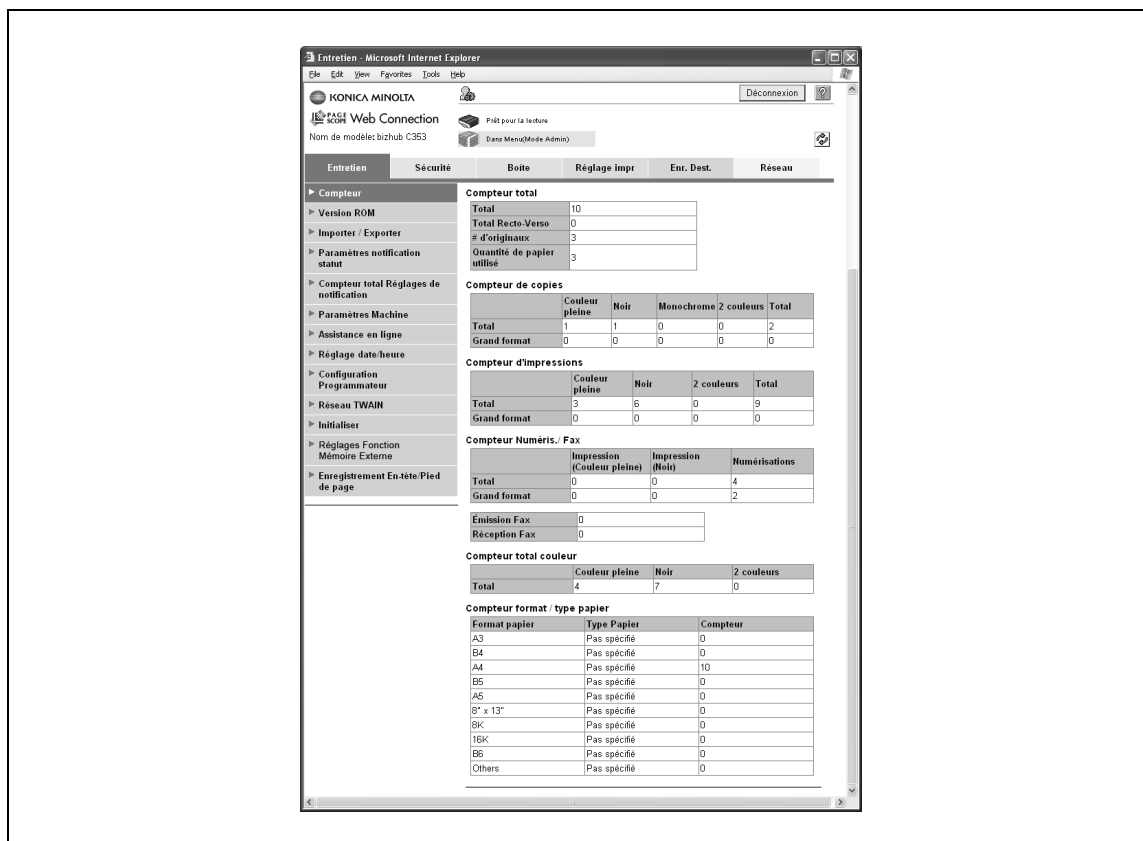 Entretien - Microsoft Internet Explorer
File Edit View Favorites Tools Help
KONICA MINOLTA
Déconnexion
?
PAGE SCOPE Web Connection
Prêt pour la lecture
Nom de modèle: bizhub C353
Dans Menu(Mode Admin)
Entretien Sécurité Boite Réglage impr Enr. Dest. Réseau
Compteur
Version ROM
Importer / Exporter
Paramètres notification
statut
Compteur total Réglages de
notification
Paramètres Machine
Assistance en ligne
Réglage date/heure
Configuration
Programmateur
Réseau TWAIN
Initialiser
Réglages Fonction
Mémoire Externe
Enregistrement En-tête/Pied
de page
Compteur total
Total 10
Total Recto-Verso 0
# d'originaux 3
Quantité de papier
utilisé 3
Compteur de copies
Couleur
pleine Noir Monochrome 2 couleurs Total
Total 1 1 0 0 2
Grand format 0 0 0 0 0
Compteur d'impressions
Couleur
pleine Noir 2 couleurs Total
Total 3 6 0 9
Grand format 0 0 0 0
Compteur Numéris./ Fax
Impression
(Couleur pleine) Impression
(Noir) Numérisations
Total 0 0 4
Grand format 0 0 2
Émission Fax 0
Réception Fax 0
Compteur total couleur
Couleur pleine Noir 2 couleurs
Total 4 7 0
Compteur format / type papier
Format papier Type Papier Compteur
A3 Pas spécifié 0
B4 Pas spécifié 0
A4 Pas spécifié 10
B5 Pas spécifié 0
A5 Pas spécifié 0
8" x 13" Pas spécifié 0
8K Pas spécifié 0
16K Pas spécifié 0
B6 Pas spécifié 0
Others Pas spécifié 0